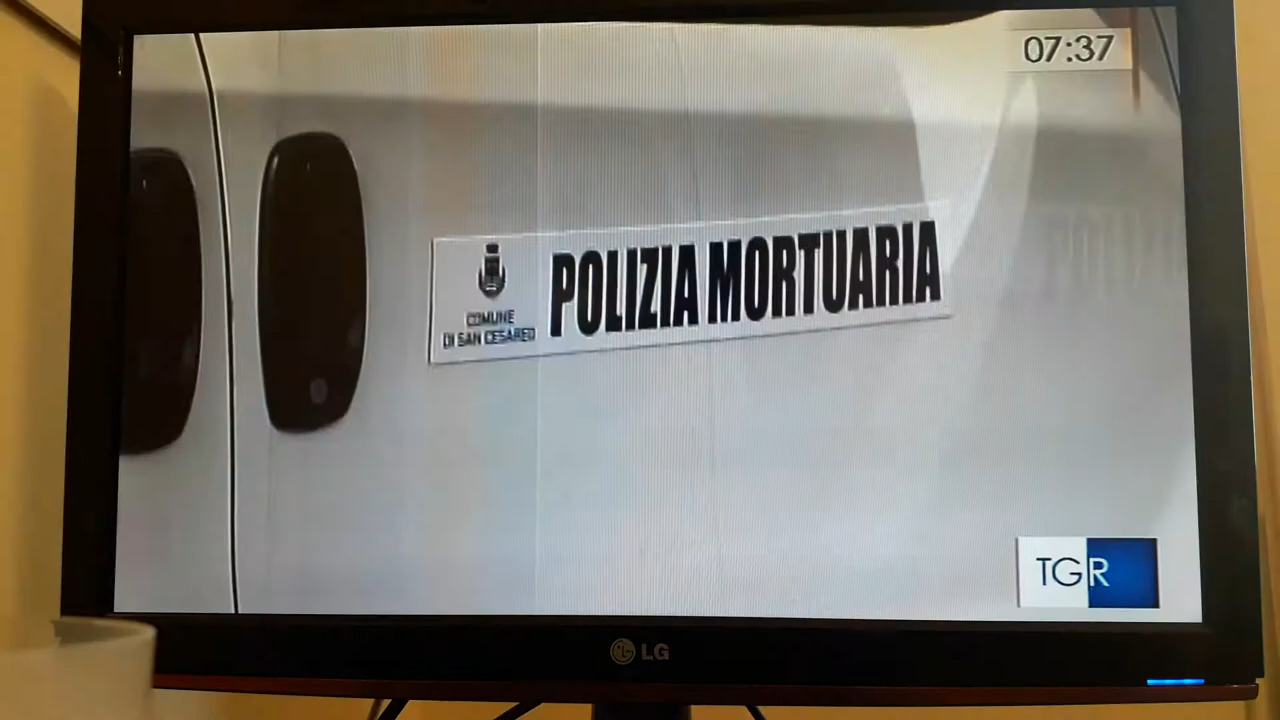 07:37
COMUNE
DI SAN CESAREO
POLIZIA MORTUARIA
TGR
LG